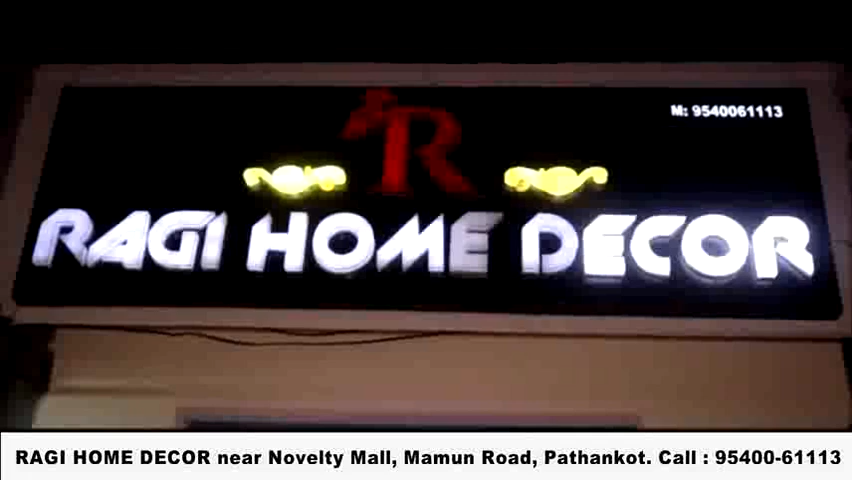 R
M: 9540061113
RAGI HOME DECOR
RAGI HOME DECOR near Novelty Mall, Mamun Road, Pathankot. Call : 95400-61113